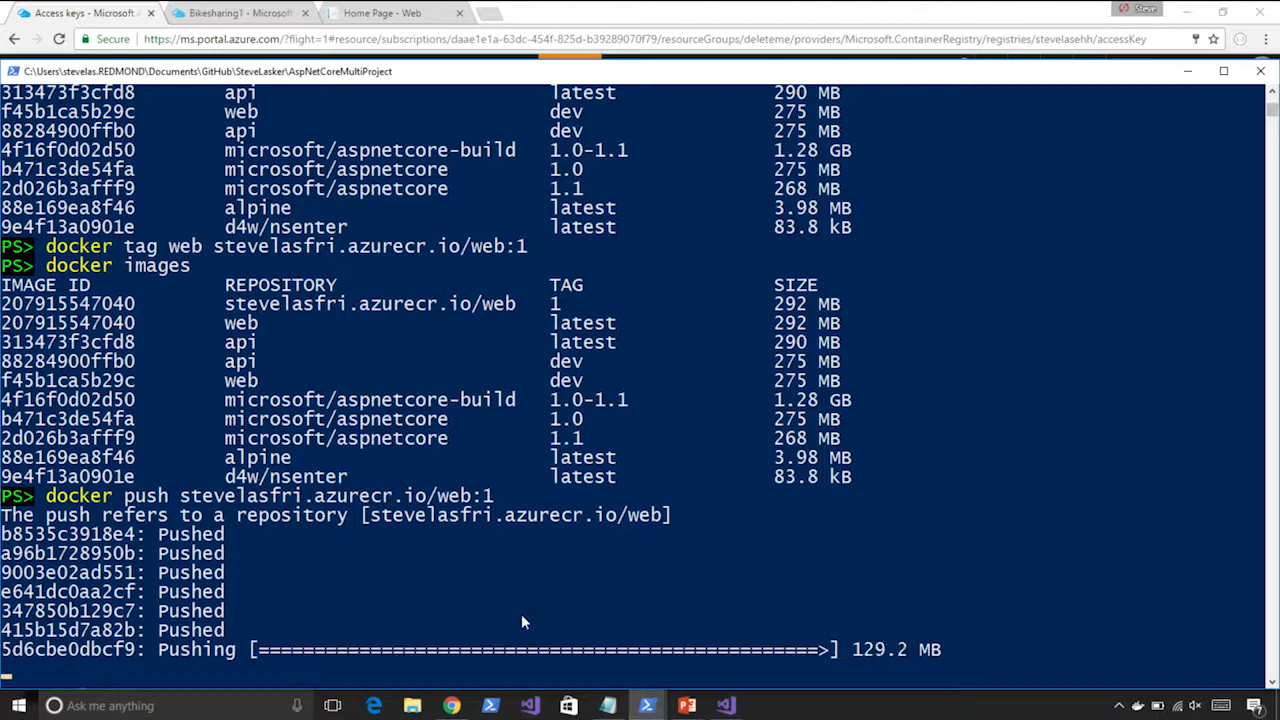 Access keys - Microsoft A
Bikesharing1 - Microsoft
Home Page - Web
Steve
Secure
https://ms.portal.azure.com/?flight=1#resource/subscriptions/daae1e1a-63dc-454f-825d-b39289070f79/resourceGroups/deleteme/providers/Microsoft.ContainerRegistry/registries/stevelasehh/accessKey
C:\Users\stevelas.REDMOND\Documents\GitHub\SteveLasker\AspNetCoreMultiProject
313473f3cfd8 api latest 290 MB
f45b1ca5b29c web dev 275 MB
88284900ffb0 api dev 275 MB
4f16f0d02d50 microsoft/aspnetcore-build 1.0-1.1 1.28 GB
b471c3de54fa microsoft/aspnetcore 1.0 275 MB
2d026b3afff9 microsoft/aspnetcore 1.1 268 MB
88e169ea8f46 alpine latest 3.98 MB
9e4f13a0901e d4w/nsenter latest 83.8 kB
PS> docker tag web stevelasfri.azurecr.io/web:1
PS> docker images
IMAGE ID REPOSITORY TAG SIZE
207915547040 stevelasfri.azurecr.io/web 1 292 MB
207915547040 web latest 292 MB
313473f3cfd8 api latest 290 MB
88284900ffb0 api dev 275 MB
f45b1ca5b29c web dev 275 MB
4f16f0d02d50 microsoft/aspnetcore-build 1.0-1.1 1.28 GB
b471c3de54fa microsoft/aspnetcore 1.0 275 MB
2d026b3afff9 microsoft/aspnetcore 1.1 268 MB
88e169ea8f46 alpine latest 3.98 MB
9e4f13a0901e d4w/nsenter latest 83.8 kB
PS> docker push stevelasfri.azurecr.io/web:1
The push refers to a repository [stevelasfri.azurecr.io/web]
b8535c3918e4: Pushed
a96b1728950b: Pushed
9003e02ad551: Pushed
e641dc0aa2cf: Pushed
347850b129c7: Pushed
415b15d7a82b: Pushed
5d6cbe0dbcf9: Pushing [==================================================>] 129.2 MB
Ask me anything